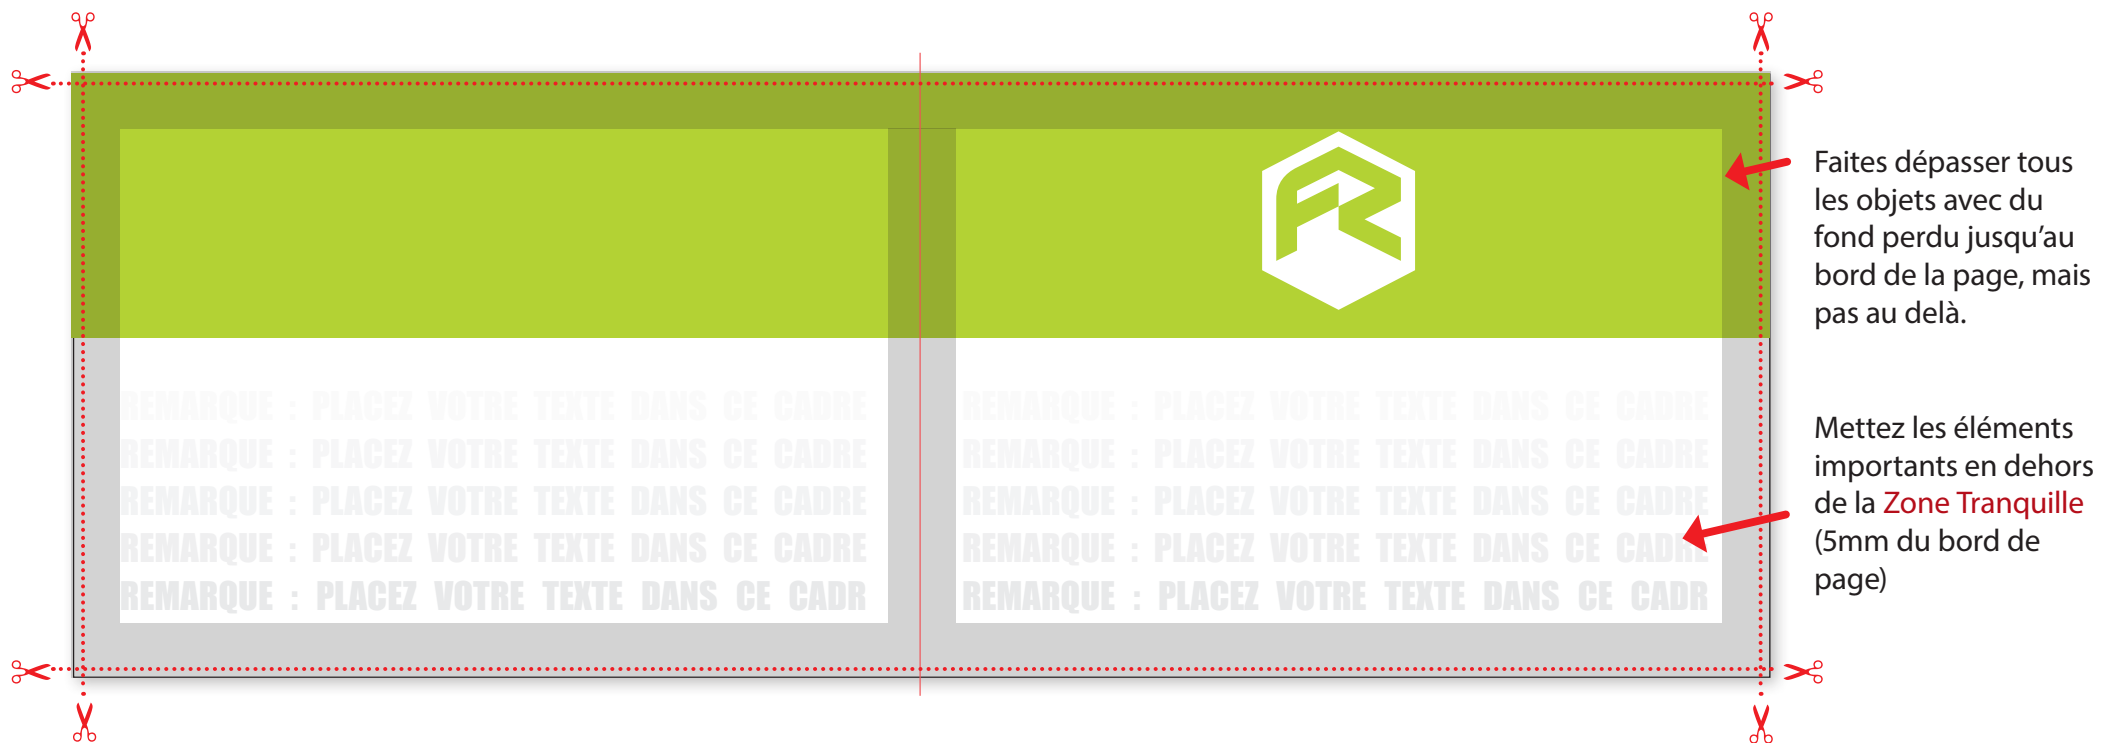 Faites dépasser tous
les objets avec du
fond perdu jusqu'au
bord de la page, mais
pas au delà.
REMARQUE : PLACEZ VOTRE TEXTE DANS CE CADRE
REMARQUE : PLACEZ VOTRE TEXTE DANS CE CADRE
REMARQUE : PLACEZ VOTRE TEXTE DANS CE CADRE
REMARQUE : PLACEZ VOTRE TEXTE DANS CE CADRE
REMARQUE : PLACEZ VOTRE TEXTE DANS CE CADR
REMARQUE : PLACEZ VOTRE TEXTE DANS CE CADRE
REMARQUE : PLACEZ VOTRE TEXTE DANS CE CADRE
REMARQUE : PLACEZ VOTRE TEXTE DANS CE CADRE
REMARQUE : PLACEZ VOTRE TEXTE DANS CE CADRE
REMARQUE : PLACEZ VOTRE TEXTE DANS CE CADR
Mettez les éléments
importants en dehors
de la Zone Tranquille
(5mm du bord de
page)